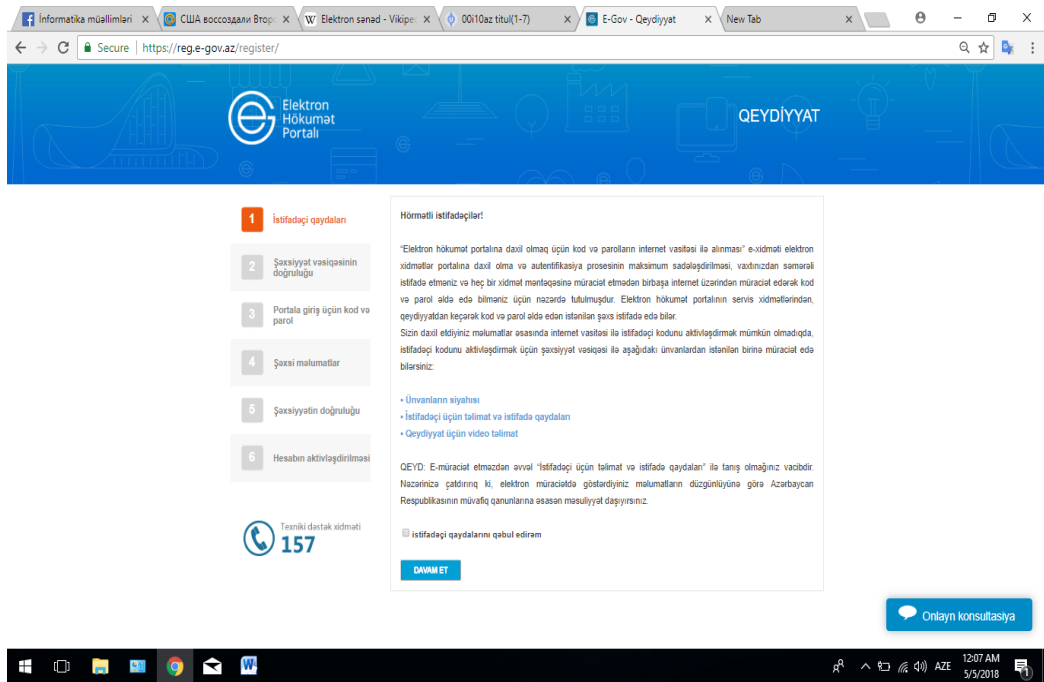 İnformatika müəllimləri
США воссоздали Втор
Elektron sənəd - Vikipe
00i10az titul(1-7)
E-Gov - Qeydiyyat
New Tab
Secure
https://reg.e-gov.az/register/
Elektron
Hökumət
Portalı
QEYDİYYAT
1 İstifadəçi qaydaları
2 Şəxsiyyət vəsiqəsinin
doğruluğu
3 Portala giriş üçün kod və
parol
4 Şəxsi məlumatlar
5 Şəxsiyyətin doğruluğu
6 Hesabın aktivləşdirilməsi
Texniki dəstək xidməti
157
Hörmətli istifadəçilər!
“Elektron hökumət portalına daxil olmaq üçün kod və parolların internet vasitəsi ilə alınması” e-xidməti elektron
xidmətlər portalına daxil olma və autentifikasiya prosesinin maksimum sadələşdirilməsi, vaxtınızdan səmərəli
istifadə etməniz və heç bir xidmət məntəqəsinə müraciət etmədən birbaşa internet üzərindən müraciət edərək kod
və parol əldə edə bilməniz üçün nəzərdə tutulmuşdur. Elektron hökumət portalının servis xidmətlərindən,
qeydiyyatdan keçərək kod və parol əldə edən istənilən şəxs istifadə edə bilər.
Sizin daxil etdiyiniz məlumatlar əsasında internet vasitəsi ilə istifadəçi kodunu aktivləşdirmək mümkün olmadıqda,
istifadəçi kodunu aktivləşdirmək üçün şəxsiyyət vəsiqəsi ilə aşağıdakı ünvanlardan istənilən birinə müraciət edə
bilərsiniz:
• Ünvanların siyahısı
• İstifadəçi üçün təlimat və istifadə qaydaları
• Qeydiyyat üçün video təlimat
QEYD: E-müraciət etməzdən əvvəl “İstifadəçi üçün təlimat və istifadə qaydaları” ilə tanış olmağınız vacibdir.
Nəzərinizə çatdırırıq ki, elektron müraciətdə göstərdiyiniz məlumatların düzgünlüyünə görə Azərbaycan
Respublikasının müvafiq qanunlarına əsasən məsuliyyət daşıyırsınız.
istifadəçi qaydalarını qəbul edirəm
DAVAM ET
Onlayn konsultasiya
AZE
12:07 AM
5/5/2018